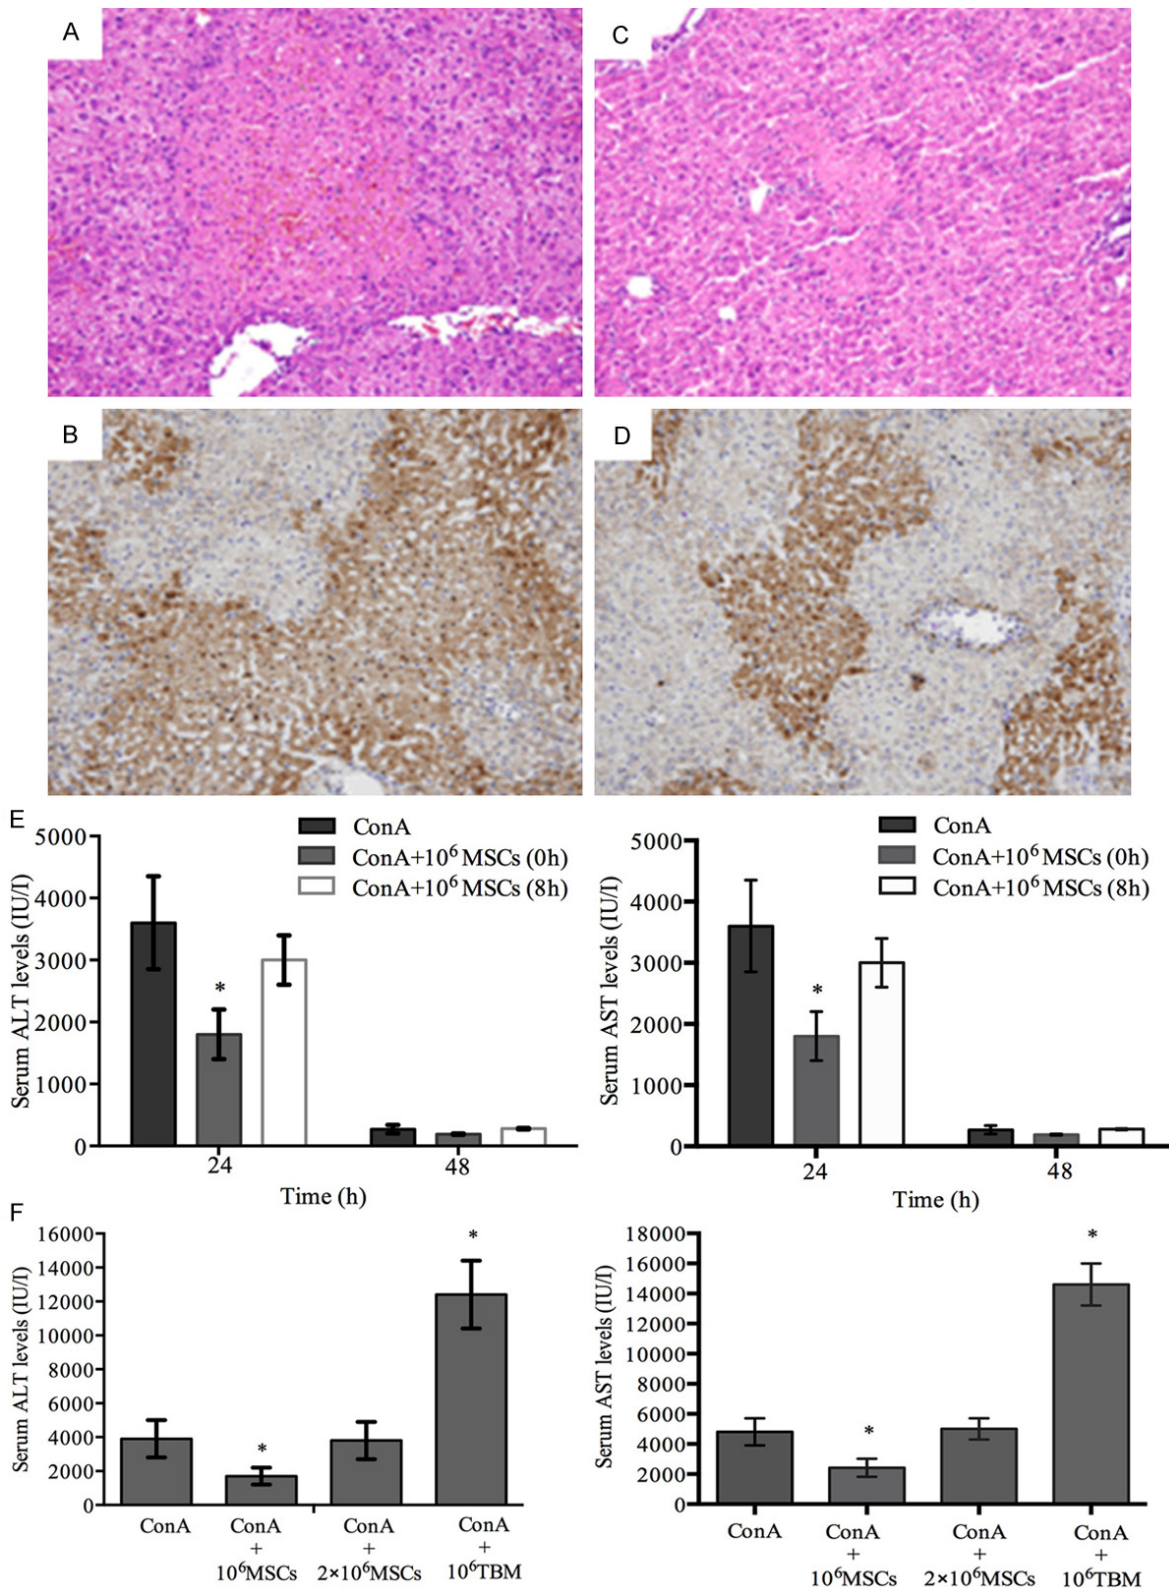 A
C
B
D
E
ConA
ConA+10⁶ MSCs (0h)
ConA+10⁶ MSCs (8h)
Serum ALT levels (IU/I)
5000
4000
3000
2000
1000
0
*
24
48
Time (h)
ConA
ConA+10⁶ MSCs (0h)
ConA+10⁶ MSCs (8h)
Serum AST levels (IU/I)
5000
4000
3000
2000
1000
0
*
24
48
Time (h)
F
Serum ALT levels (IU/I)
16000
14000
12000
10000
8000
6000
4000
2000
0
*
*
ConA
ConA
+
10⁶MSCs
ConA
+
2×10⁶MSCs
ConA
+
10⁶TBM
Serum AST levels (IU/I)
18000
16000
14000
12000
10000
8000
6000
4000
2000
0
*
*
ConA
ConA
+
10⁶MSCs
ConA
+
2×10⁶MSCs
ConA
+
10⁶TBM